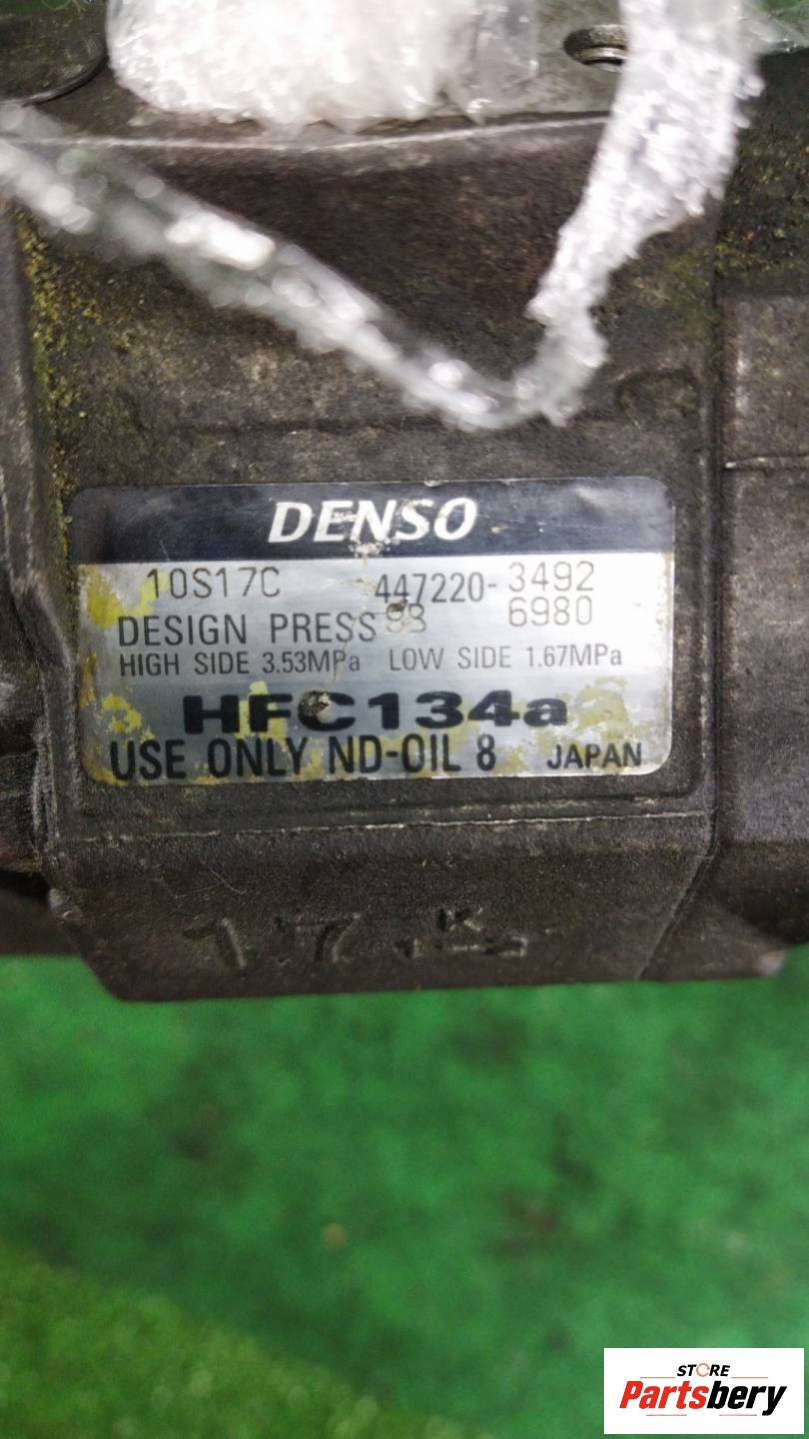 DENSO
10S17C 447220-3492
DESIGN PRESS 6980
HIGH SIDE 3.53MPa LOW SIDE 1.67MPa
HFC134a
USE ONLY ND-OIL 8 JAPAN
17 K
STORE
Partsbery